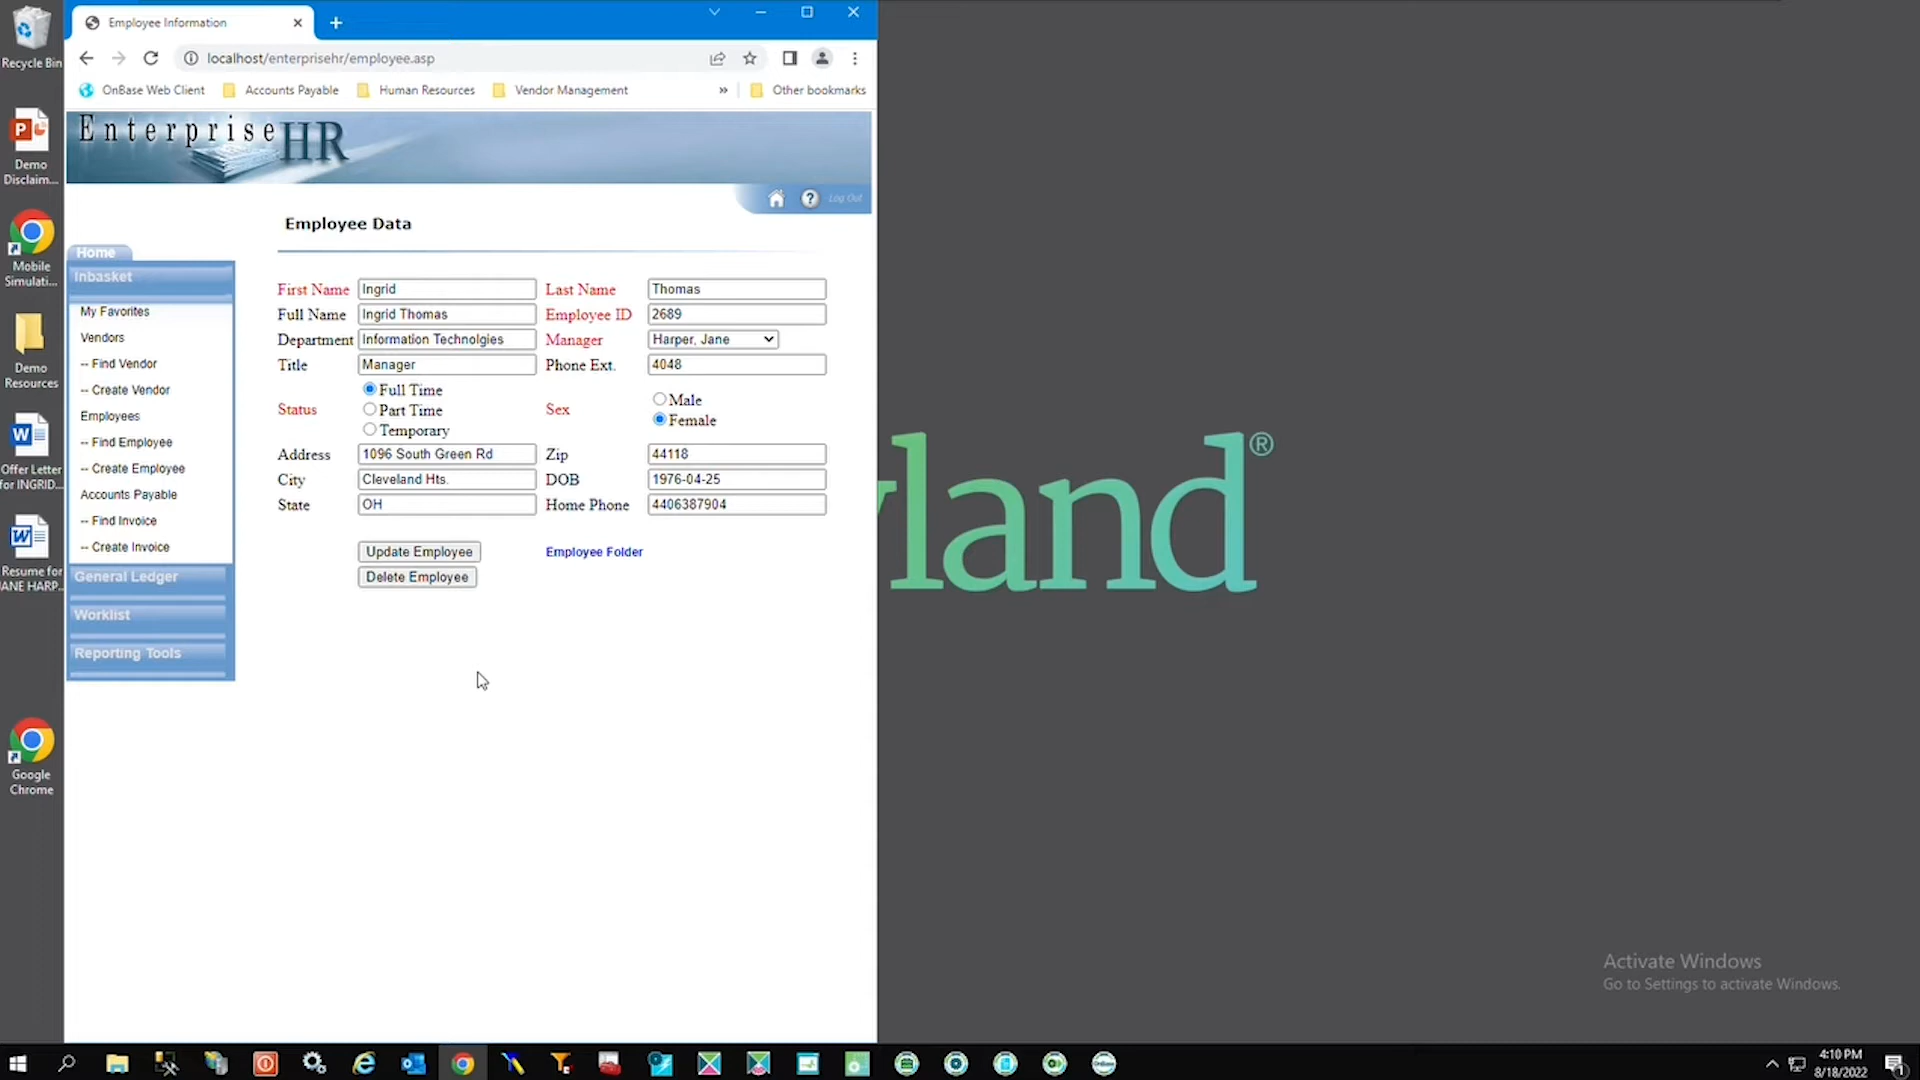 Recycle Bin
Demo
Disclaim...
Mobile
Simulati...
Demo
Resources
Offer Letter
for INGRID...
Resume for
JANE HARP...
Google
Chrome
Employee Information
localhost/enterprisehr/employee.asp
OnBase Web Client Accounts Payable Human Resources Vendor Management » Other bookmarks
EnterpriseHR
Log Out
Employee Data
Home
Inbasket
My Favorites
Vendors
-- Find Vendor
-- Create Vendor
Employees
-- Find Employee
-- Create Employee
Accounts Payable
-- Find Invoice
-- Create Invoice
General Ledger
Worklist
Reporting Tools
First Name Ingrid Last Name Thomas
Full Name Ingrid Thomas Employee ID 2689
Department Information Technolgies Manager Harper, Jane
Title Manager Phone Ext. 4048
Status Full Time Part Time Temporary Sex Male Female
Address 1096 South Green Rd Zip 44118
City Cleveland Hts. DOB 1976-04-25
State OH Home Phone 4406387904
Update Employee Employee Folder
Delete Employee
land®
Activate Windows
Go to Settings to activate Windows.
4:10 PM
8/18/2022